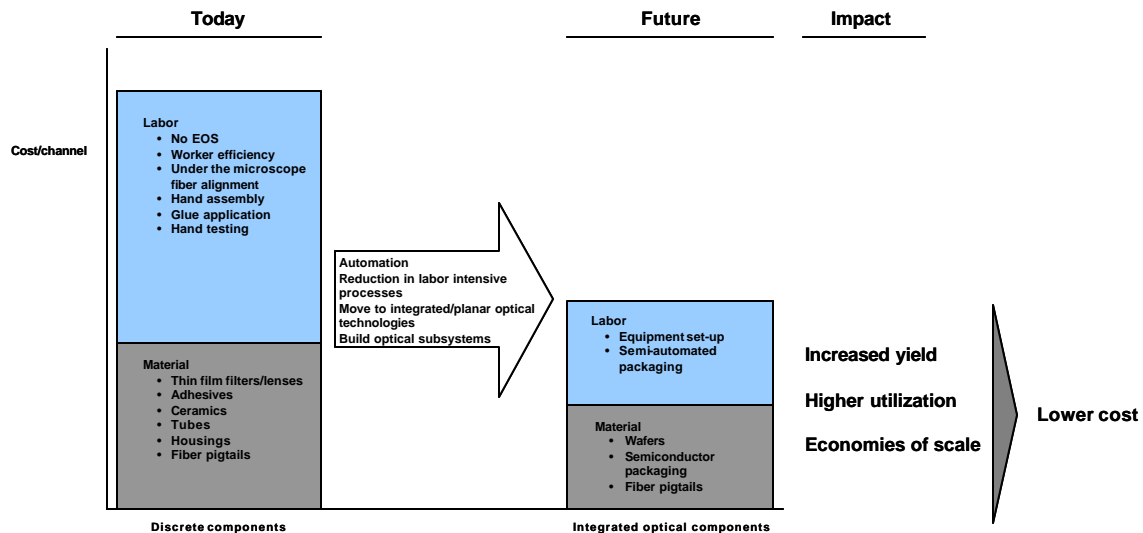 Today
Future
Impact
Cost/channel
Labor
• No EOS
• Worker efficiency
• Under the microscope
fiber alignment
• Hand assembly
• Glue application
• Hand testing
Material
• Thin film filters/lenses
• Adhesives
• Ceramics
• Tubes
• Housings
• Fiber pigtails
Discrete components
Automation
Reduction in labor intensive
processes
Move to integrated/planar optical
technologies
Build optical subsystems
Labor
• Equipment set-up
• Semi-automated
packaging
Material
• Wafers
• Semiconductor
packaging
• Fiber pigtails
Integrated optical components
Increased yield
Higher utilization
Economies of scale
Lower cost